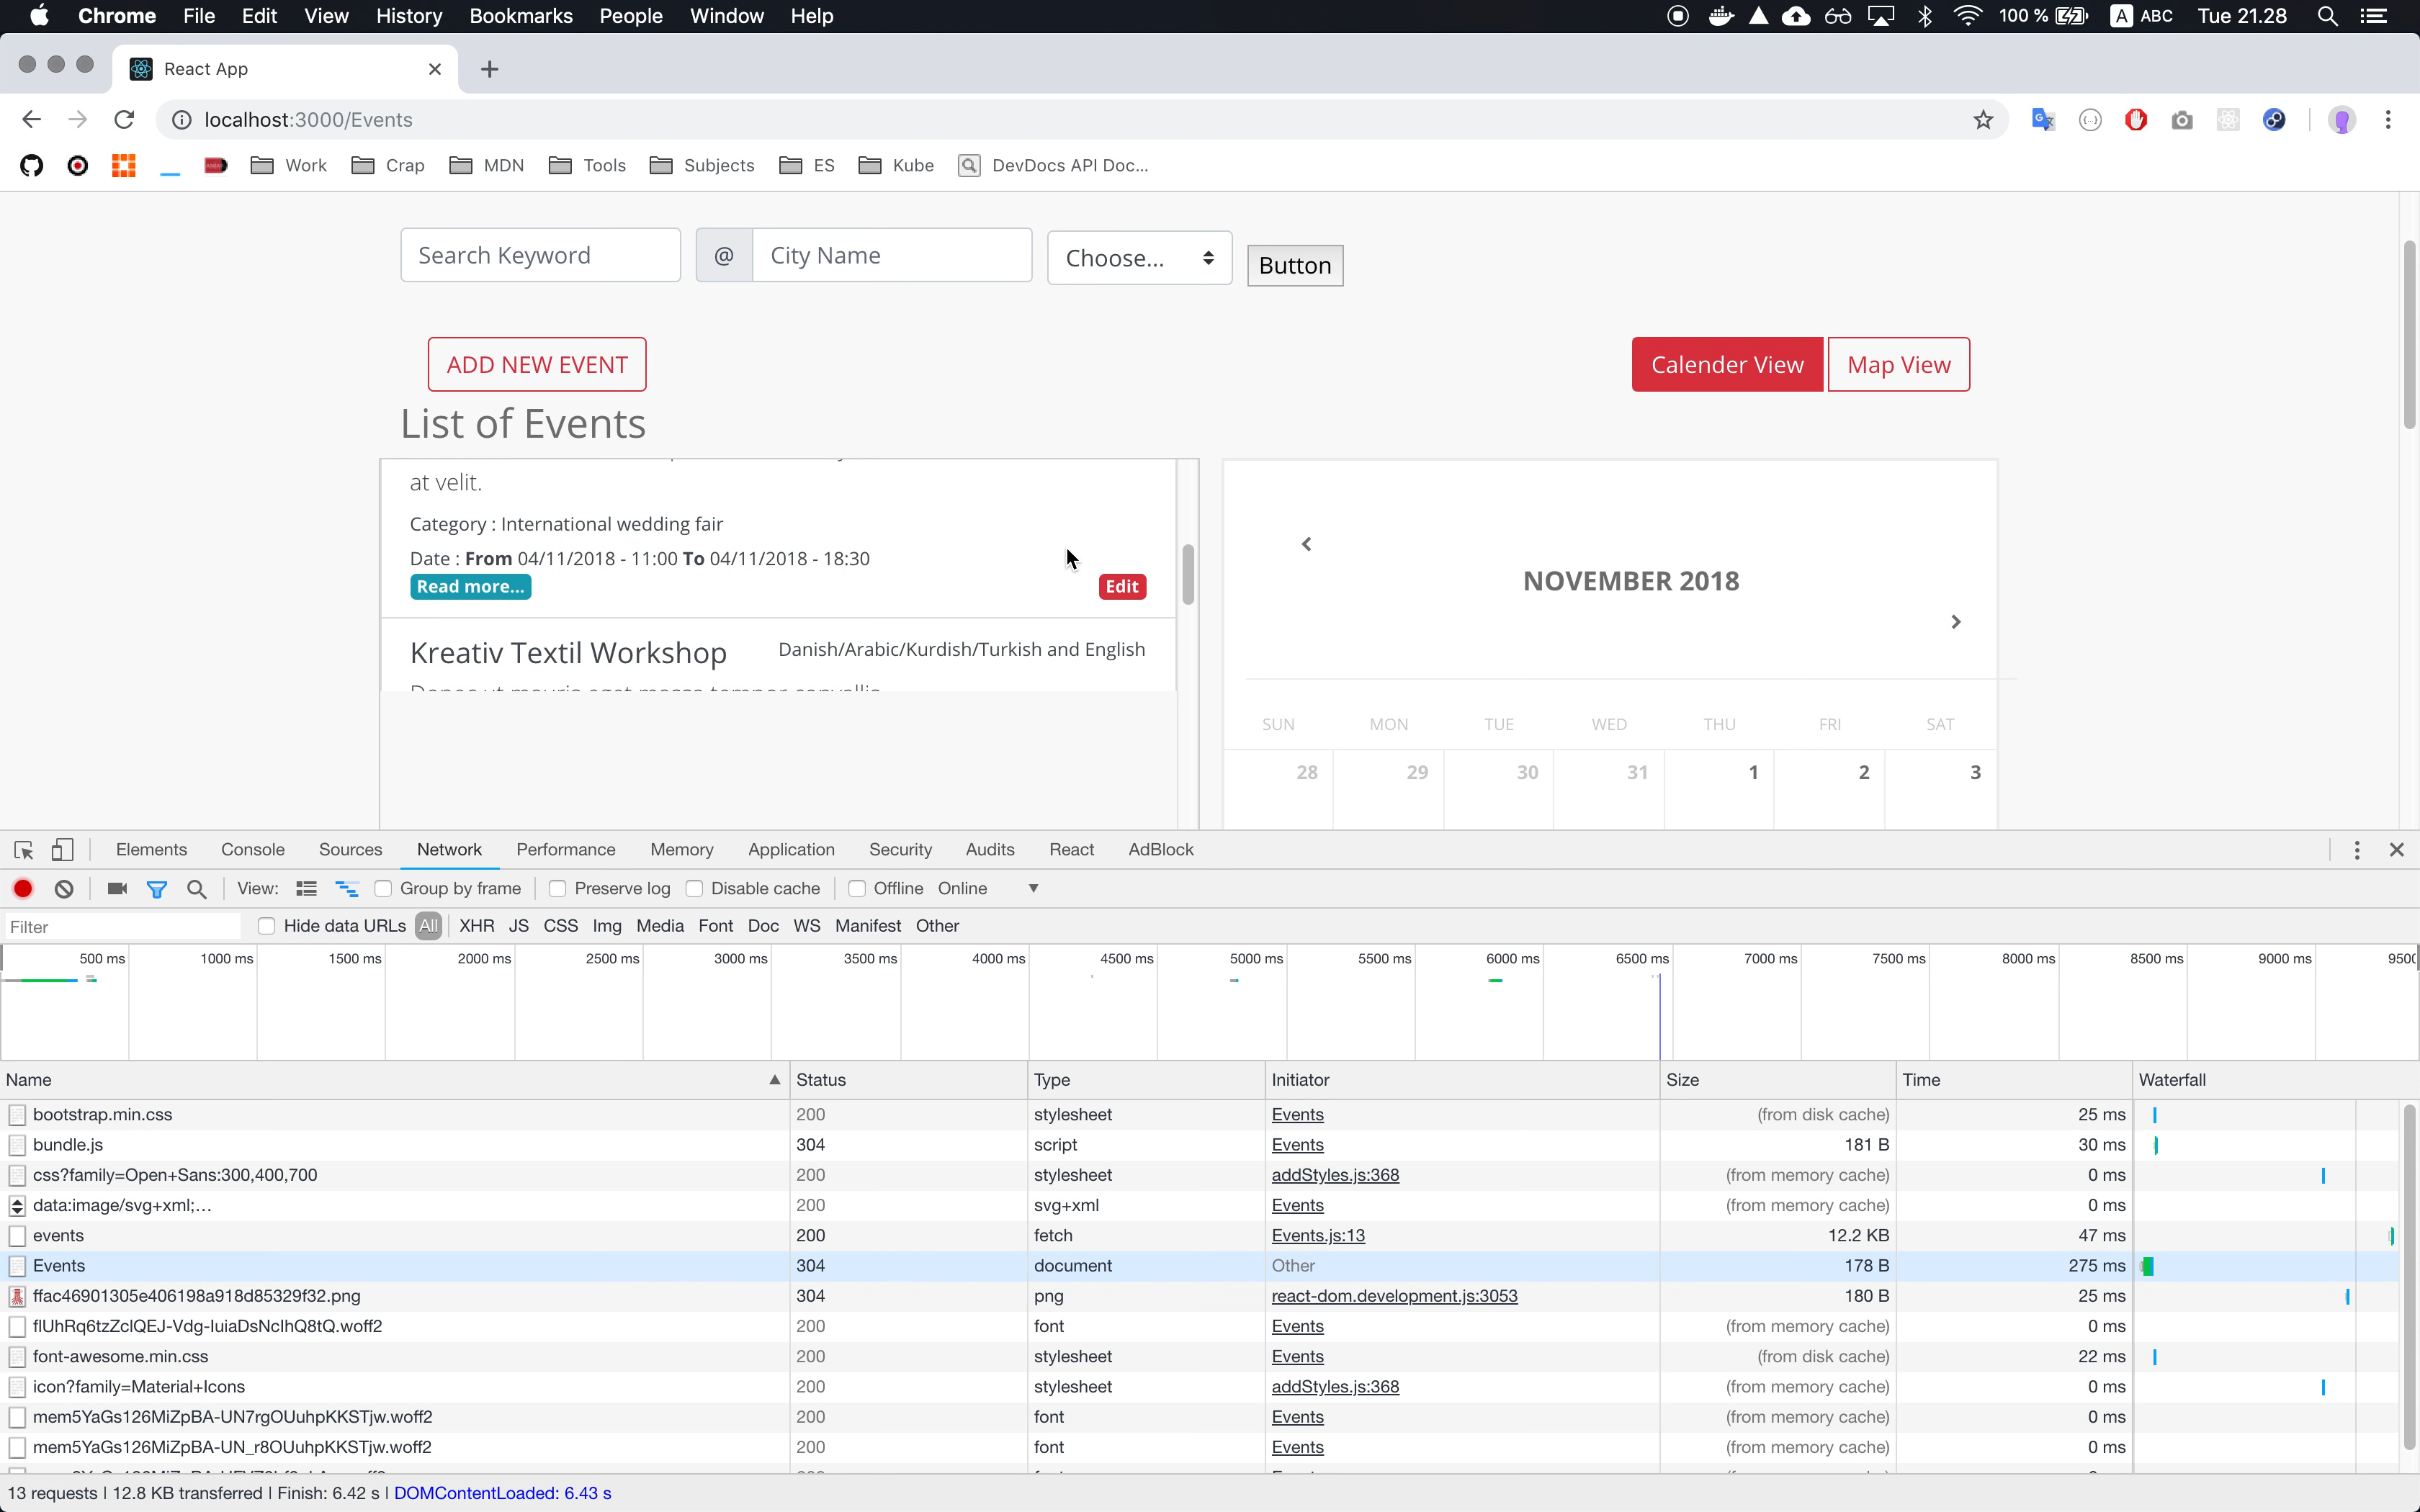 Chrome File Edit View History Bookmarks People Window Help 100 % A ABC Tue 21.28
React App
localhost:3000/Events
Work Crap MDN Tools Subjects ES Kube DevDocs API Doc...
Search Keyword @ City Name Choose... Button
ADD NEW EVENT Calender View Map View
List of Events
at velit.
Category : International wedding fair
Date : From 04/11/2018 - 11:00 To 04/11/2018 - 18:30
Read more... Edit
Kreativ Textil Workshop Danish/Arabic/Kurdish/Turkish and English
NOVEMBER 2018
SUN MON TUE WED THU FRI SAT
28 29 30 31 1 2 3
Elements Console Sources Network Performance Memory Application Security Audits React AdBlock
View: Group by frame Preserve log Disable cache Offline Online
Filter Hide data URLs All XHR JS CSS Img Media Font Doc WS Manifest Other
500 ms 1000 ms 1500 ms 2000 ms 2500 ms 3000 ms 3500 ms 4000 ms 4500 ms 5000 ms 5500 ms 6000 ms 6500 ms 7000 ms 7500 ms 8000 ms 8500 ms 9000 ms
Name Status Type Initiator Size Time Waterfall
bootstrap.min.css 200 stylesheet Events (from disk cache) 25 ms
bundle.js 304 script Events 181 B 30 ms
css?family=Open+Sans:300,400,700 200 stylesheet addStyles.js:368 (from memory cache) 0 ms
data:image/svg+xml;... 200 svg+xml Events (from memory cache) 0 ms
events 200 fetch Events.js:13 12.2 KB 47 ms
Events 304 document Other 178 B 275 ms
ffac46901305e406198a918d85329f32.png 304 png react-dom.development.js:3053 180 B 25 ms
flUhRq6tzZclQEJ-Vdg-IuiaDsNcIhQ8tQ.woff2 200 font Events (from memory cache) 0 ms
font-awesome.min.css 200 stylesheet Events (from disk cache) 22 ms
icon?family=Material+Icons 200 stylesheet addStyles.js:368 (from memory cache) 0 ms
mem5YaGs126MiZpBA-UN7rgOUuhpKKSTjw.woff2 200 font Events (from memory cache) 0 ms
mem5YaGs126MiZpBA-UN_r8OUuhpKKSTjw.woff2 200 font Events (from memory cache) 0 ms
13 requests | 12.8 KB transferred | Finish: 6.42 s | DOMContentLoaded: 6.43 s